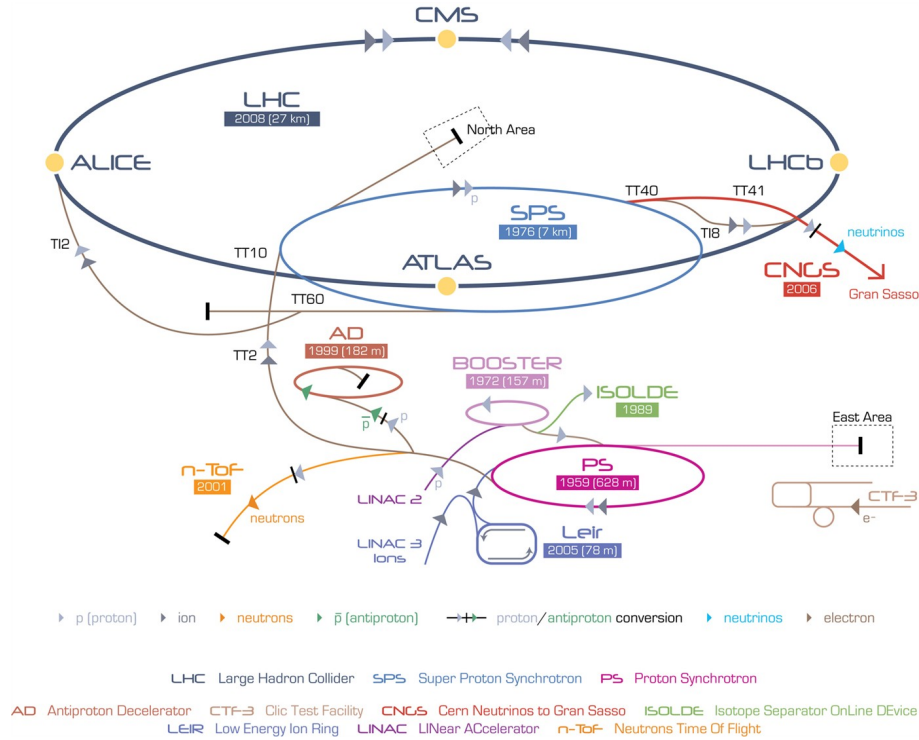 CMS
LHC
2008 (27 km)
North Area
ALICE
LHCb
TT40
TT41
p
SPS
1976 (7 km)
TI8
neutrinos
TI2
TT10
ATLAS
CNGS
2006
Gran Sasso
TT60
AD
1999 (182 m)
TT2
BOOSTER
1972 (157 m)
ISOLDE
1989
p̄
p
East Area
n-ToF
2001
p
PS
1959 (628 m)
LINAC 2
neutrons
CTF-3
e-
LINAC 3
Ions
Leir
2005 (78 m)
p (proton)
ion
neutrons
p̄ (antiproton)
proton/antiproton conversion
neutrinos
electron
LHC Large Hadron Collider SPS Super Proton Synchrotron PS Proton Synchrotron
AD Antiproton Decelerator CTF-3 Clic Test Facility CNGS Cern Neutrinos to Gran Sasso ISOLDE Isotope Separator OnLine DEvice
LEIR Low Energy Ion Ring LINAC LINear ACcelerator n-ToF Neutrons Time Of Flight